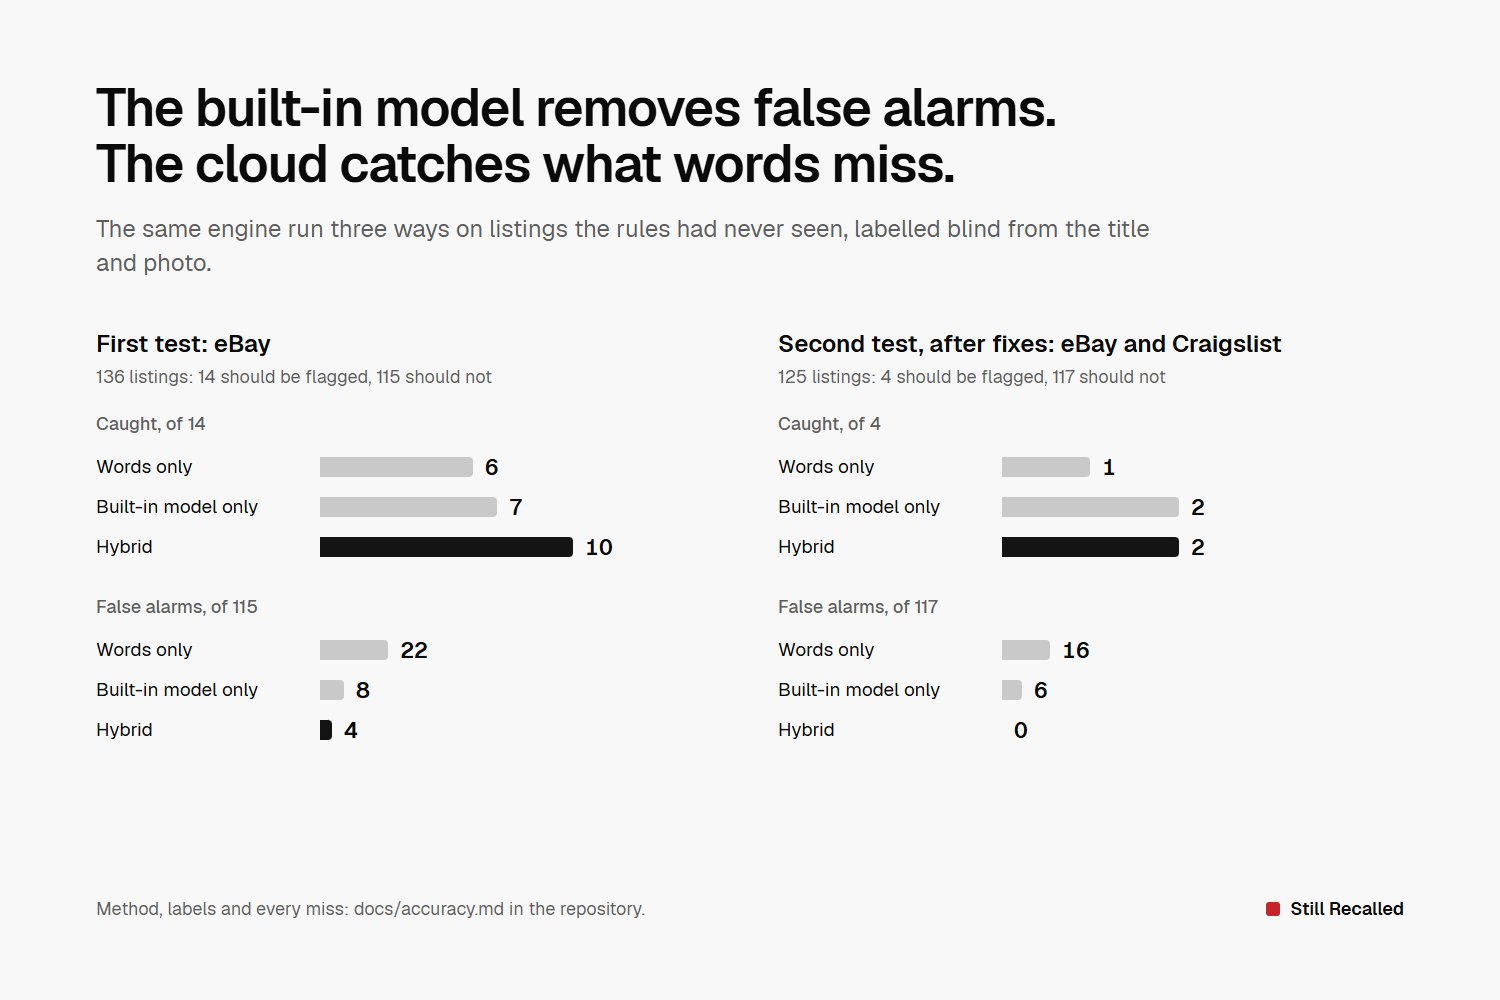 The built-in model removes false alarms.
The cloud catches what words miss.
The same engine run three ways on listings the rules had never seen, labelled blind from the title
and photo.
First test: eBay
136 listings: 14 should be flagged, 115 should not
Caught, of 14
Words only 6
Built-in model only 7
Hybrid 10
False alarms, of 115
Words only 22
Built-in model only 8
Hybrid 4
Second test, after fixes: eBay and Craigslist
125 listings: 4 should be flagged, 117 should not
Caught, of 4
Words only 1
Built-in model only 2
Hybrid 2
False alarms, of 117
Words only 16
Built-in model only 6
Hybrid 0
Method, labels and every miss: docs/accuracy.md in the repository.
Still Recalled